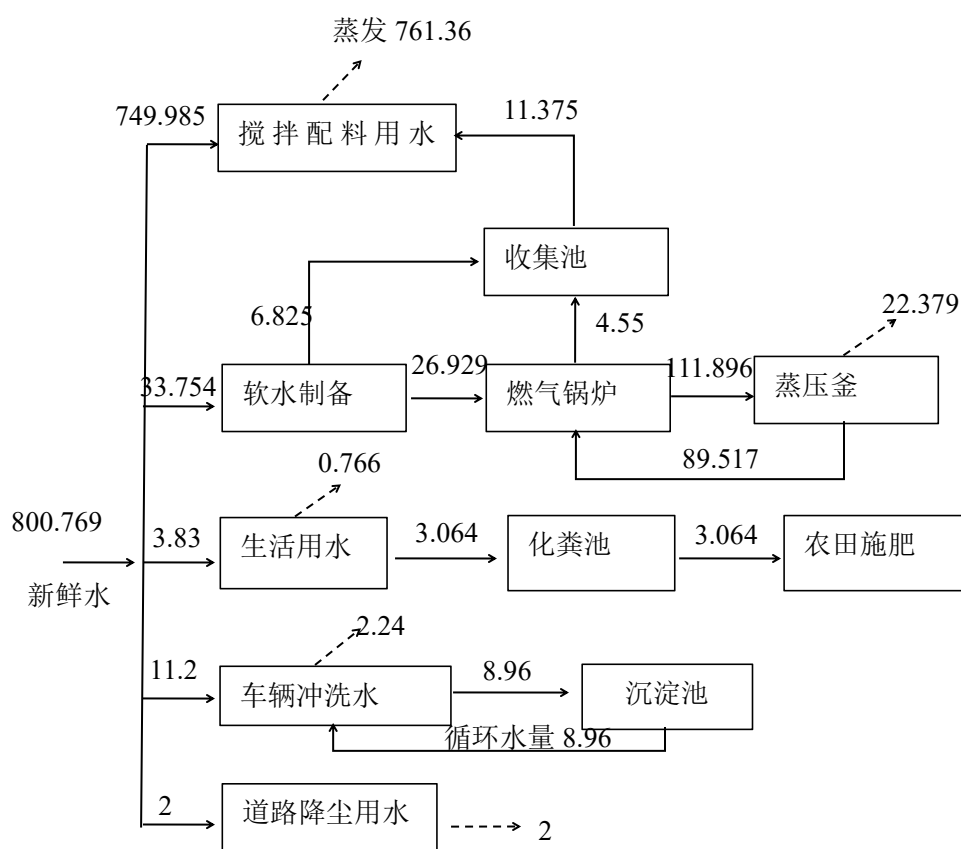 蒸发 761.36
749.985
搅拌配料用水
11.375
收集池
6.825
4.55
22.379
33.754
软水制备
26.929
燃气锅炉
111.896
蒸压釜
89.517
0.766
800.769
新鲜水
3.83
生活用水
3.064
化粪池
3.064
农田施肥
2.24
11.2
车辆冲洗水
8.96
沉淀池
循环水量 8.96
2
道路降尘用水
2